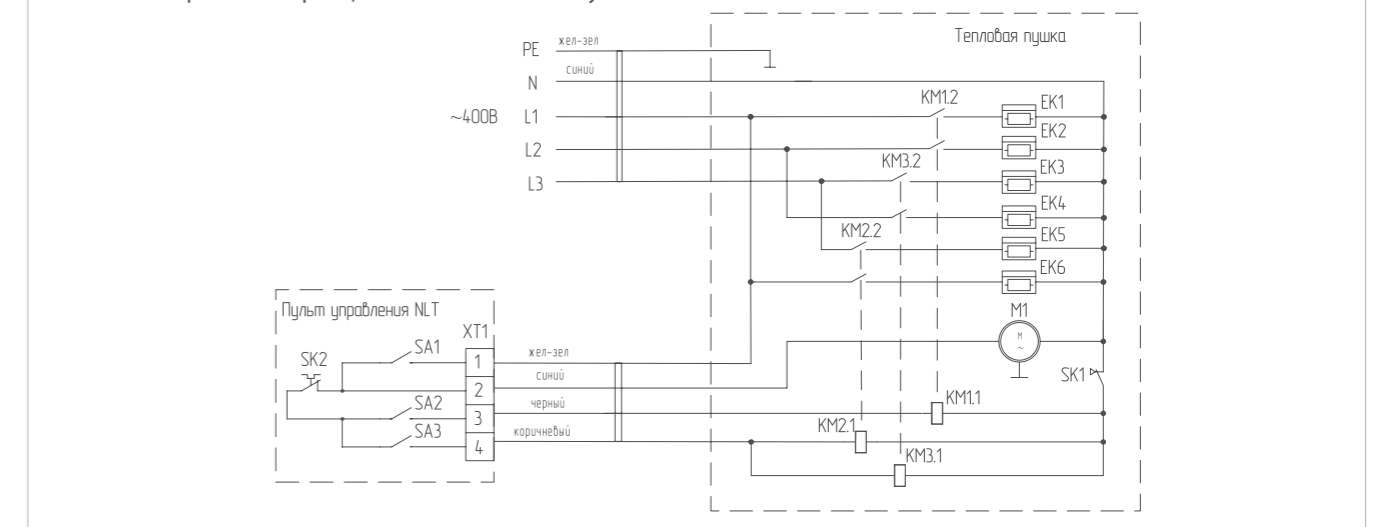 Тепловая пушка
PE жел-зел
N синий
~400В L1
L2
L3
KM1.2
EK1
EK2
KM3.2
EK3
EK4
KM2.2
EK5
EK6
M1
М
~
SK1
Пульт управления NLT
XT1
SK2
SA1
1 жел-зел
2 синий
SA2
3 черный
SA3
4 коричневый
KM1.1
KM2.1
KM3.1